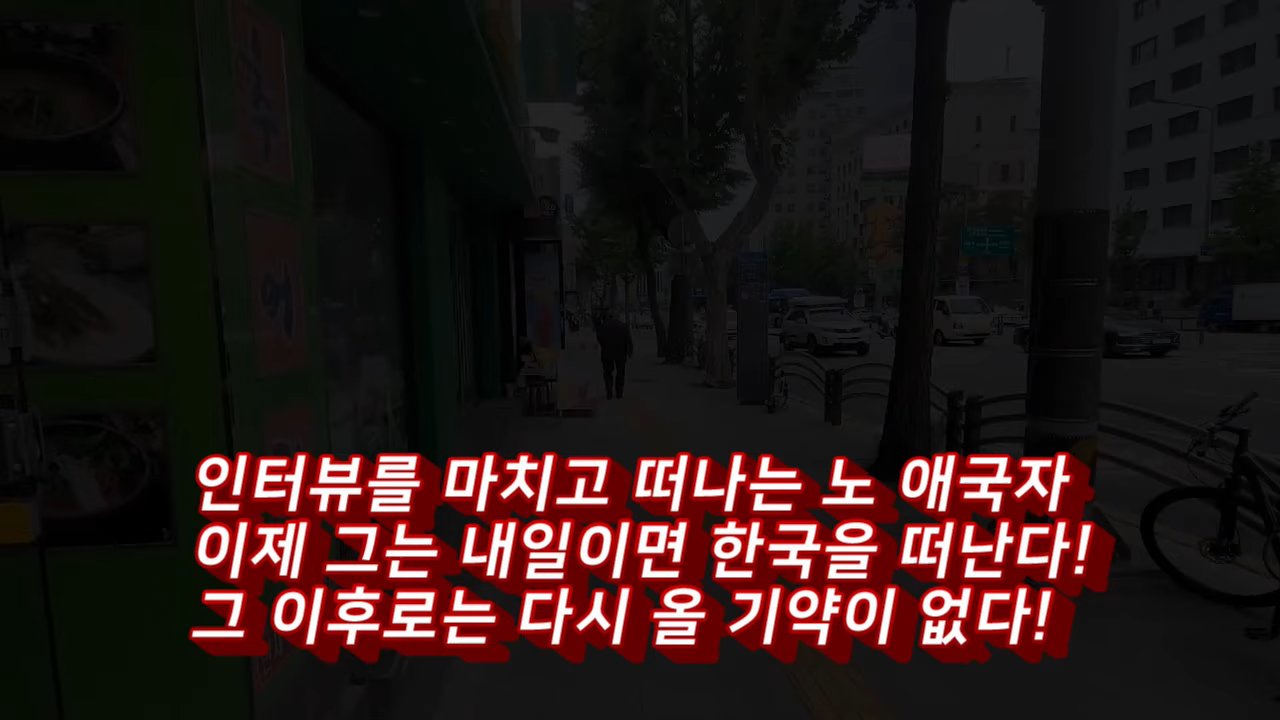 인터뷰를 마치고 떠나는 노 애국자
이제 그는 내일이면 한국을 떠난다!
그 이후로는 다시 올 기약이 없다!